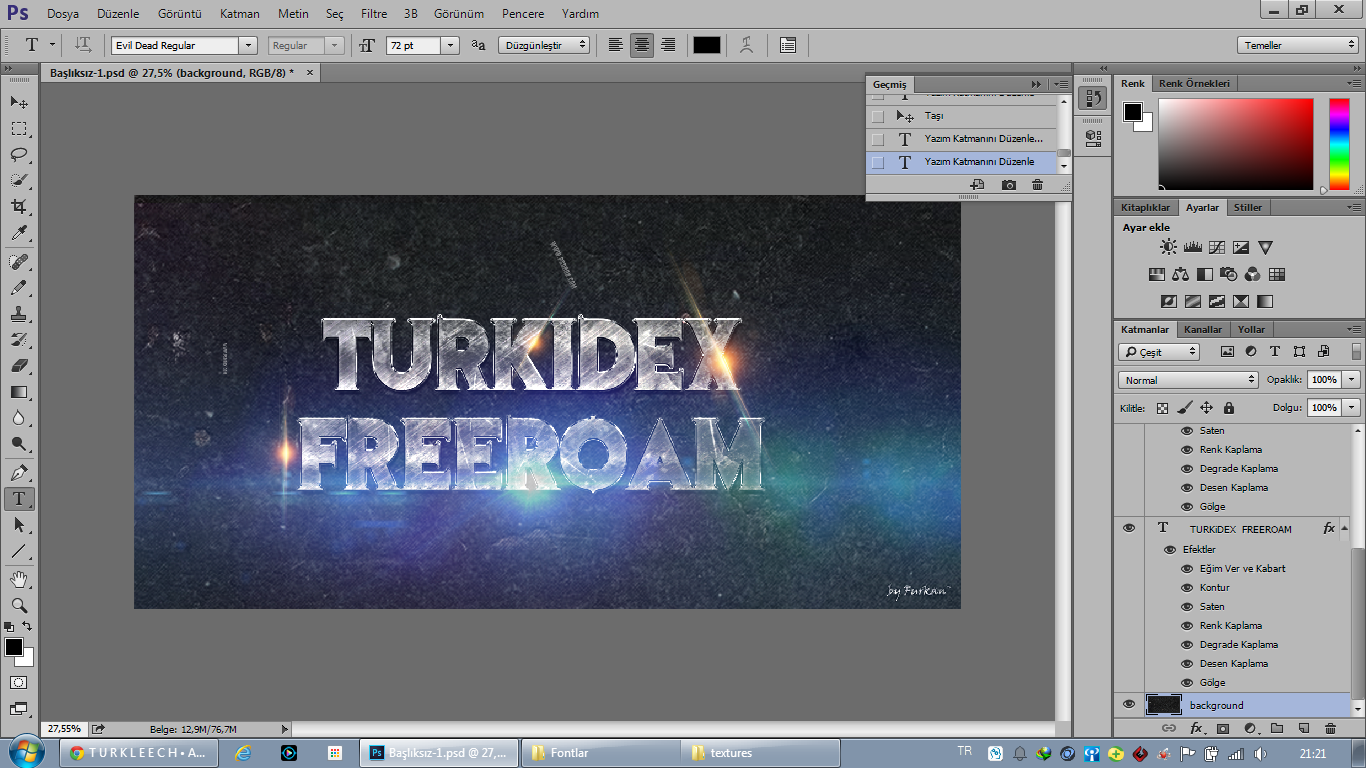 Ps Dosya Düzenle Görüntü Katman Metin Seç Filtre 3B Görünüm Pencere Yardım
T Evil Dead Regular Regular 72 pt aa Düzgünleştir Temeller
Başlıksız-1.psd @ 27,5% (background, RGB/8) * ×
Geçmiş
Yazım Katmanını Düzenle
Taşı
Yazım Katmanını Düzenle...
Yazım Katmanını Düzenle
Renk Renk Örnekleri
Kitaplıklar Ayarlar Stiller
Ayar ekle
TURKIDEX
FREEROAM
by Furkan
Katmanlar Kanallar Yollar
Çeşit
Normal Opaklık: 100%
Kilitle: Dolgu: 100%
Saten
Renk Kaplama
Degrade Kaplama
Desen Kaplama
Gölge
T TURKiDEX FREEROAM fx
Efektler
Eğim Ver ve Kabart
Kontur
Saten
Renk Kaplama
Degrade Kaplama
Desen Kaplama
Gölge
background
27,55% Belge: 12,9M/76,7M
T U R K L E E C H • A... Başlıksız-1.psd @ 27,... Fontlar textures TR 21:21